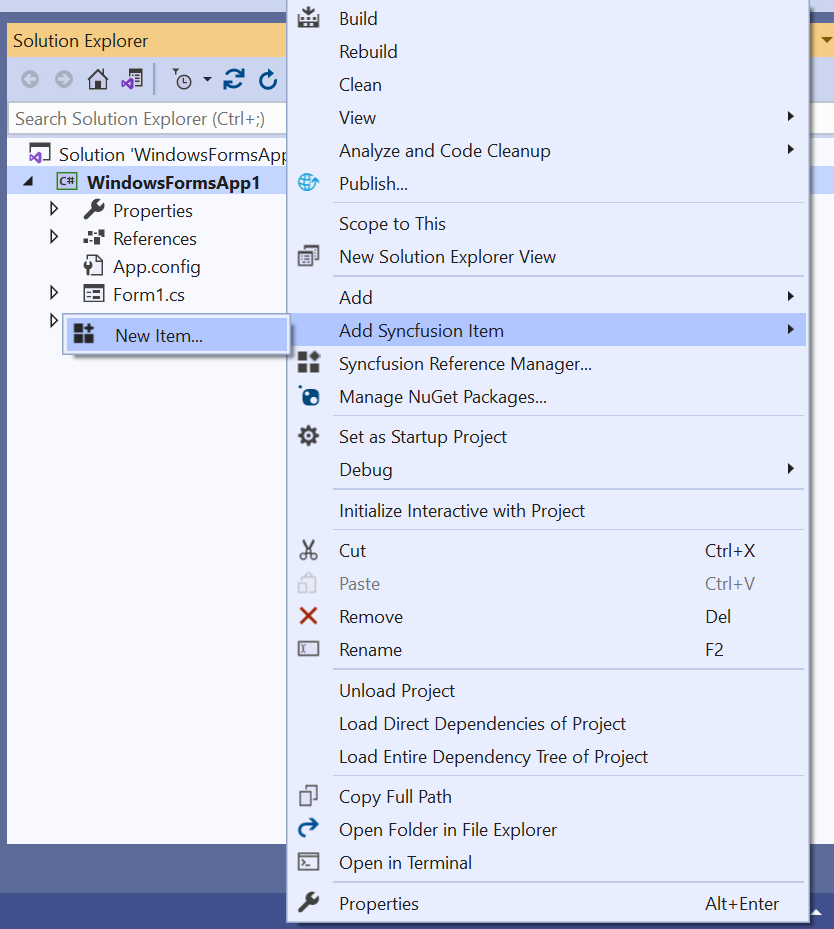 Solution Explorer
Search Solution Explorer (Ctrl+;)
Solution 'WindowsFormsApp
C# WindowsFormsApp1
Properties
References
App.config
Form1.cs
New Item...
Build
Rebuild
Clean
View
Analyze and Code Cleanup
Publish...
Scope to This
New Solution Explorer View
Add
Add Syncfusion Item
Syncfusion Reference Manager...
Manage NuGet Packages...
Set as Startup Project
Debug
Initialize Interactive with Project
Cut Ctrl+X
Paste Ctrl+V
Remove Del
Rename F2
Unload Project
Load Direct Dependencies of Project
Load Entire Dependency Tree of Project
Copy Full Path
Open Folder in File Explorer
Open in Terminal
Properties Alt+Enter